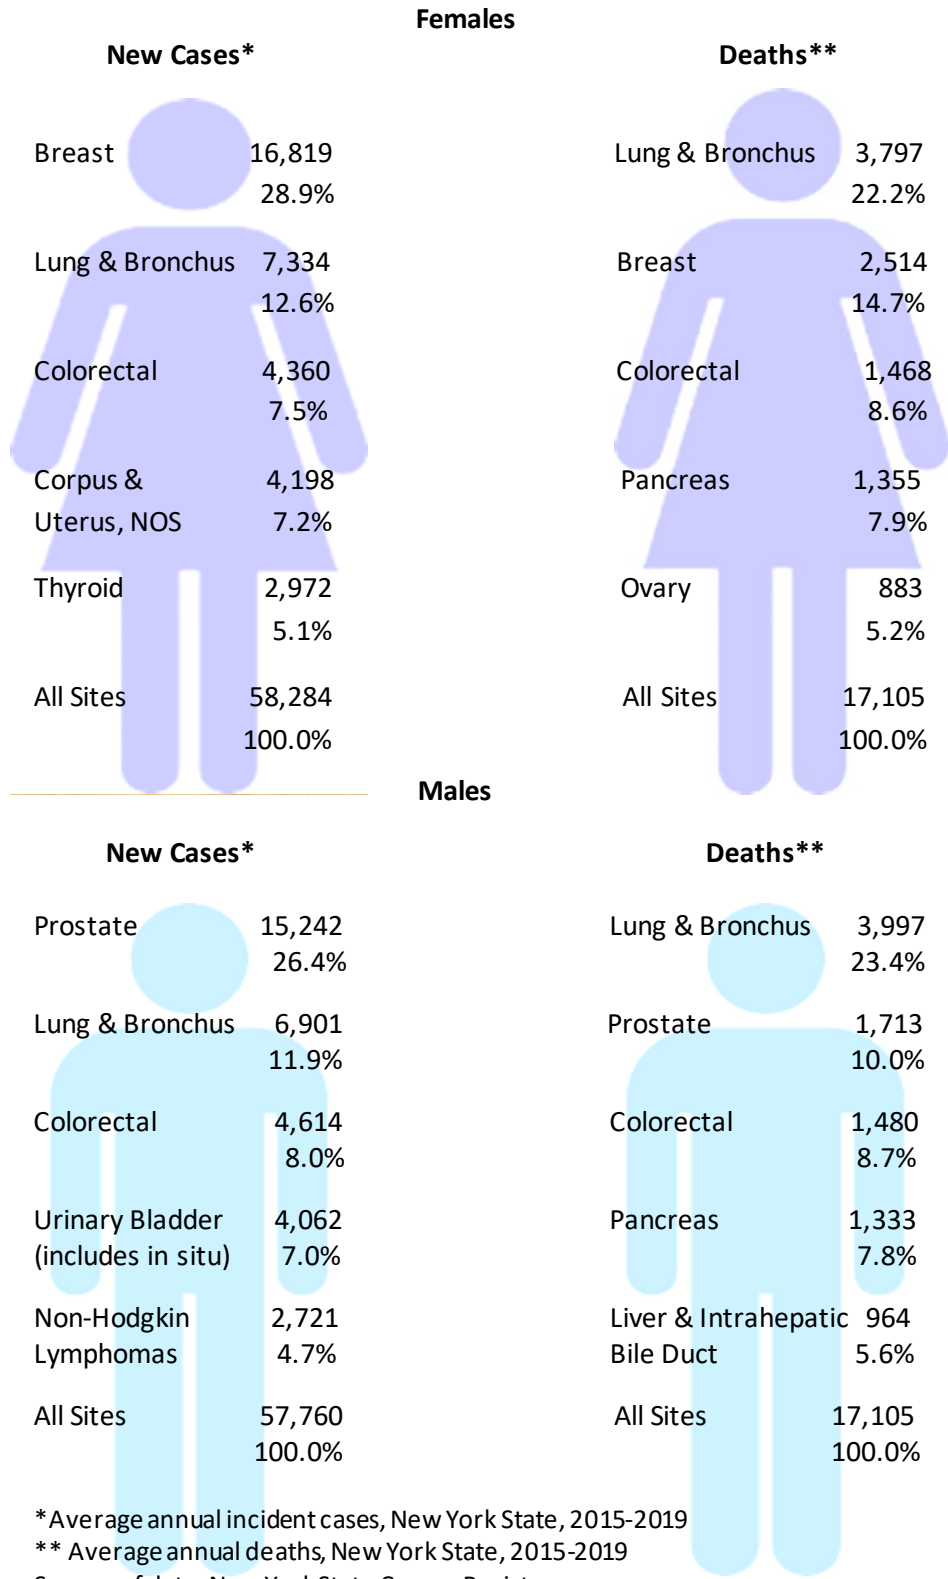 Females
New Cases*
Deaths**
Breast 16,819
28.9%
Lung & Bronchus 7,334
12.6%
Colorectal 4,360
7.5%
Corpus & 4,198
Uterus, NOS 7.2%
Thyroid 2,972
5.1%
All Sites 58,284
100.0%
Lung & Bronchus 3,797
22.2%
Breast 2,514
14.7%
Colorectal 1,468
8.6%
Pancreas 1,355
7.9%
Ovary 883
5.2%
All Sites 17,105
100.0%
Males
New Cases*
Deaths**
Prostate 15,242
26.4%
Lung & Bronchus 6,901
11.9%
Colorectal 4,614
8.0%
Urinary Bladder 4,062
(includes in situ) 7.0%
Non-Hodgkin 2,721
Lymphomas 4.7%
All Sites 57,760
100.0%
Lung & Bronchus 3,997
23.4%
Prostate 1,713
10.0%
Colorectal 1,480
8.7%
Pancreas 1,333
7.8%
Liver & Intrahepatic 964
Bile Duct 5.6%
All Sites 17,105
100.0%
*Average annual incident cases, New York State, 2015-2019
** Average annual deaths, New York State, 2015-2019